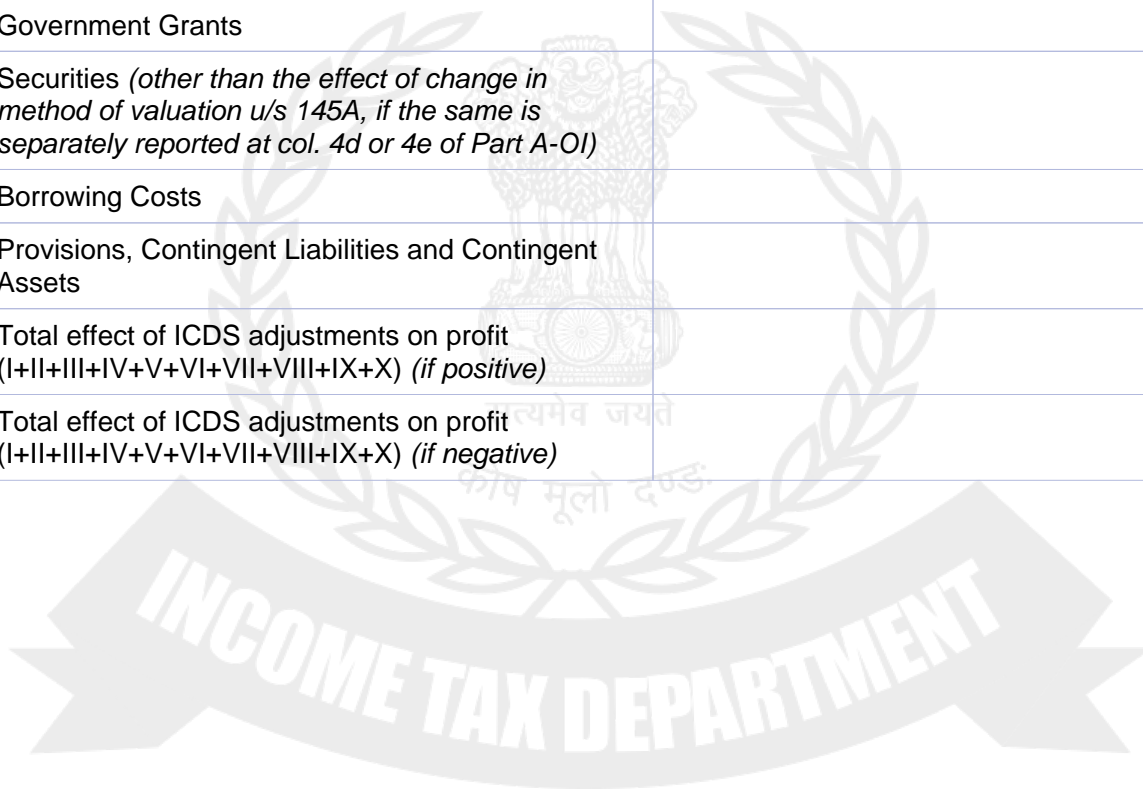 Government Grants
Securities (other than the effect of change in
method of valuation u/s 145A, if the same is
separately reported at col. 4d or 4e of Part A-OI)
Borrowing Costs
Provisions, Contingent Liabilities and Contingent
Assets
Total effect of ICDS adjustments on profit
(I+II+III+IV+V+VI+VII+VIII+IX+X) (if positive)
Total effect of ICDS adjustments on profit
(I+II+III+IV+V+VI+VII+VIII+IX+X) (if negative)
सत्यमेव जयते
कोष मूलो दण्डः
INCOME TAX DEPARTMENT